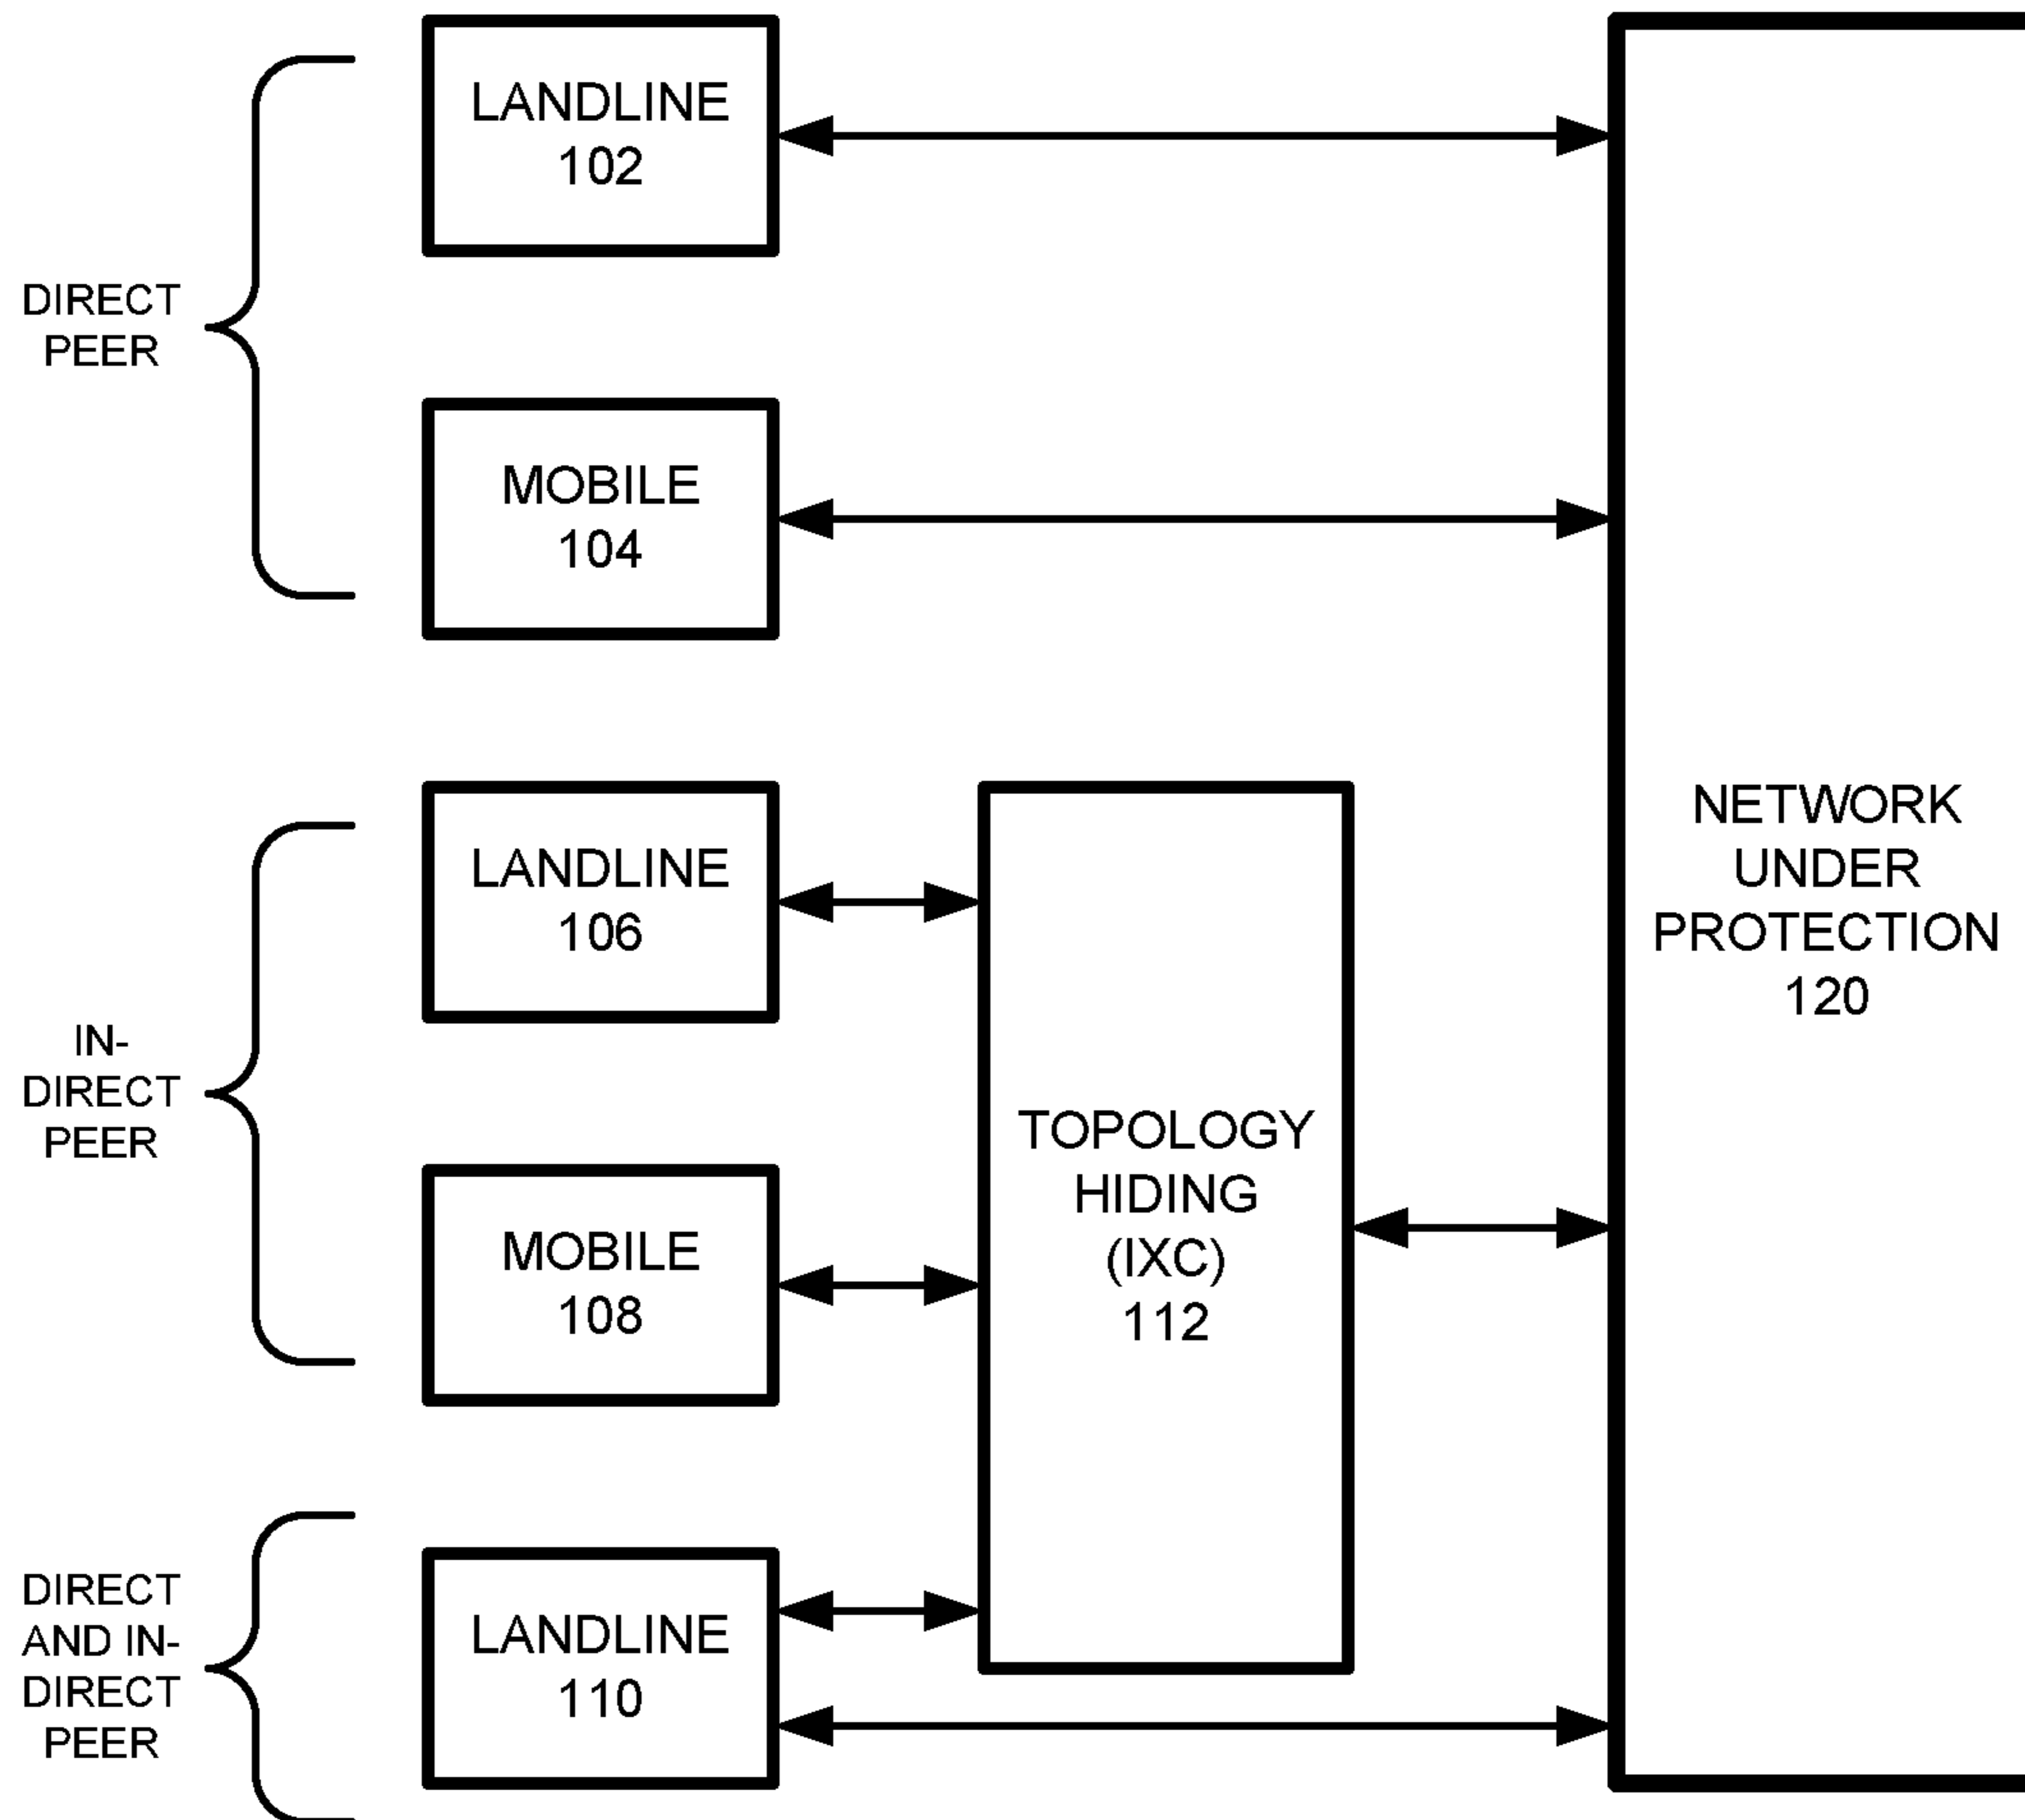 LANDLINE
102
DIRECT
PEER
MOBILE
104
LANDLINE
106
IN-
DIRECT
PEER
MOBILE
108
TOPOLOGY
HIDING
(IXC)
112
NETWORK
UNDER
PROTECTION
120
DIRECT
AND IN-
DIRECT
PEER
LANDLINE
110